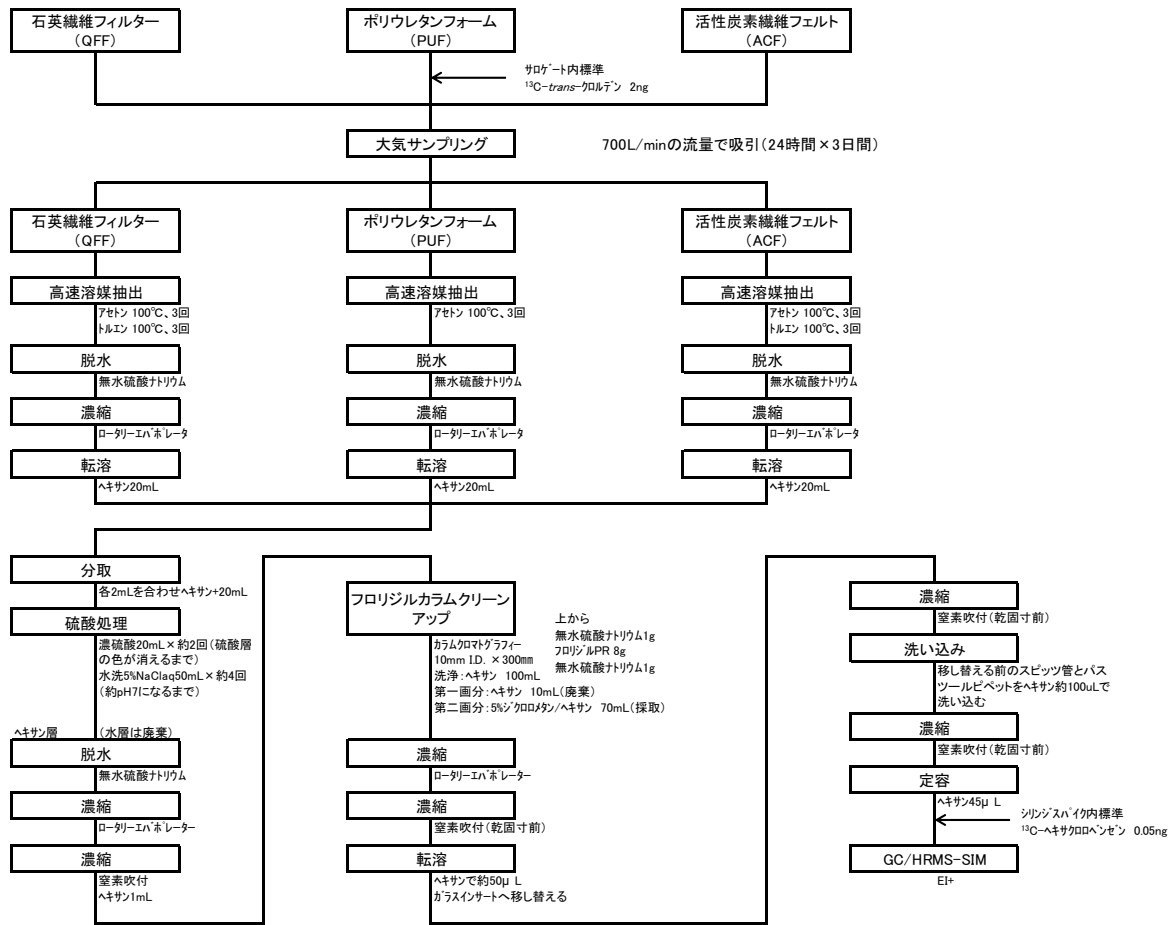 石英繊維フィルター
(QFF)
ポリウレタンフォーム
(PUF)
活性炭素繊維フェルト
(ACF)
ｻﾛｹﾞｰﾄ内標準
¹³C-trans-ｸﾛﾙﾃﾞﾝ 2ng
大気サンプリング
700L/minの流量で吸引(24時間×3日間)
石英繊維フィルター
(QFF)
ポリウレタンフォーム
(PUF)
活性炭素繊維フェルト
(ACF)
高速溶媒抽出
ｱｾﾄﾝ 100℃、3回
ﾄﾙｴﾝ 100℃、3回
高速溶媒抽出
ｱｾﾄﾝ 100℃、3回
高速溶媒抽出
ｱｾﾄﾝ 100℃、3回
ﾄﾙｴﾝ 100℃、3回
脱水
無水硫酸ﾅﾄﾘｳﾑ
脱水
無水硫酸ﾅﾄﾘｳﾑ
脱水
無水硫酸ﾅﾄﾘｳﾑ
濃縮
ﾛｰﾀﾘｰｴﾊﾞﾎﾟﾚｰﾀ
濃縮
ﾛｰﾀﾘｰｴﾊﾞﾎﾟﾚｰﾀ
濃縮
ﾛｰﾀﾘｰｴﾊﾞﾎﾟﾚｰﾀ
転溶
ﾍｷｻﾝ20mL
転溶
ﾍｷｻﾝ20mL
転溶
ﾍｷｻﾝ20mL
分取
各2mLを合わせﾍｷｻﾝ+20mL
硫酸処理
濃硫酸20mL×約2回(硫酸層
の色が消えるまで)
水洗5%NaClaq50mL×約4回
(約pH7になるまで)
ﾍｷｻﾝ層
(水層は廃棄)
脱水
無水硫酸ﾅﾄﾘｳﾑ
濃縮
ﾛｰﾀﾘｰｴﾊﾞﾎﾟﾚｰﾀｰ
濃縮
窒素吹付
ﾍｷｻﾝ1mL
フロリジルカラムクリーン
アップ
ｶﾗﾑｸﾛﾏﾄｸﾞﾗﾌｨｰ
10mm I.D. ×300㎜
洗浄:ﾍｷｻﾝ 100mL
第一画分:ﾍｷｻﾝ 10mL(廃棄)
第二画分:5%ｼﾞｸﾛﾛﾒﾀﾝ/ﾍｷｻﾝ 70mL(採取)
上から
無水硫酸ﾅﾄﾘｳﾑ1g
ﾌﾛﾘｼﾞﾙPR 8g
無水硫酸ﾅﾄﾘｳﾑ1g
濃縮
ﾛｰﾀﾘｰｴﾊﾞﾎﾟﾚｰﾀｰ
濃縮
窒素吹付(乾固寸前)
転溶
ﾍｷｻﾝで約50μ L
ｶﾞﾗｽｲﾝｻｰﾄへ移し替える
濃縮
窒素吹付(乾固寸前)
洗い込み
移し替える前のスピッツ管とパス
ツールピペットをﾍｷｻﾝ約100uLで
洗い込む
濃縮
窒素吹付(乾固寸前)
定容
ﾍｷｻﾝ45μ L
ｼﾘﾝｼﾞｽﾊﾟｲｸ内標準
¹³C-ﾍｷｻｸﾛﾛﾍﾞﾝｾﾞﾝ 0.05ng
GC/HRMS-SIM
EI+